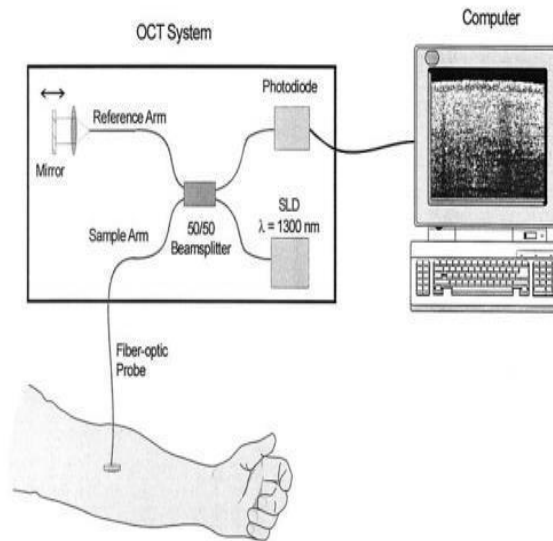 OCT System
Computer
Photodiode
Reference Arm
Mirror
SLD
λ = 1300 nm
50/50
Beamsplitter
Sample Arm
Fiber-optic
Probe